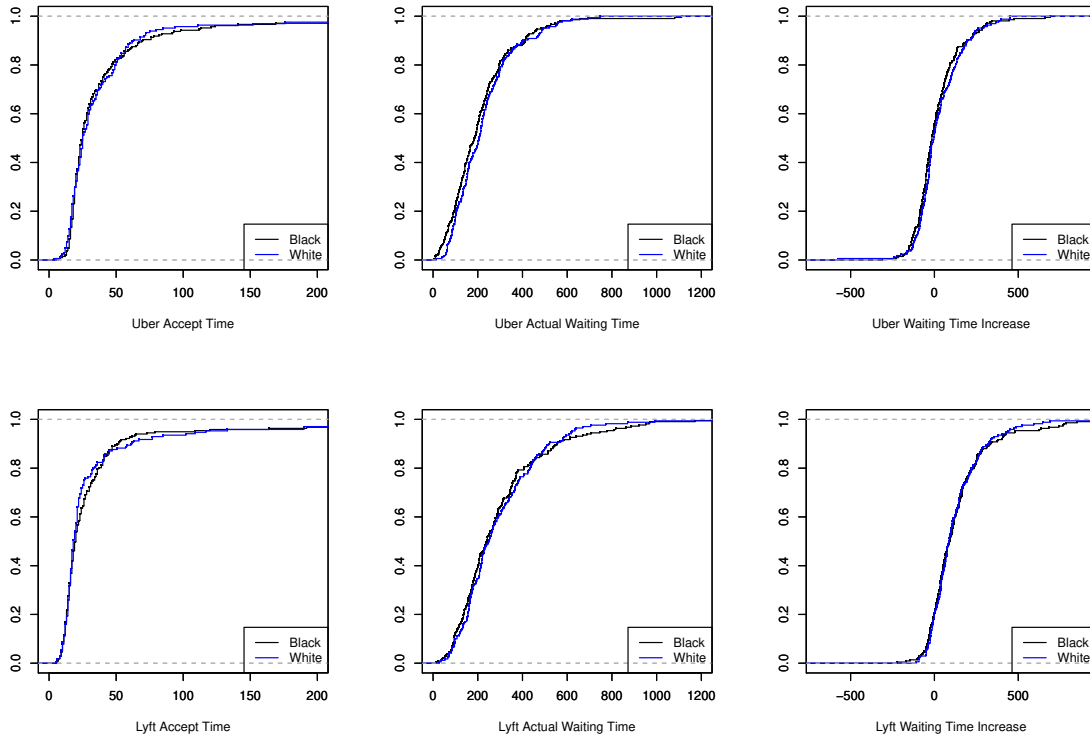 1.0
0.8
0.6
0.4
0.2
0.0
Black
White
0 50 100 150 200
Uber Accept Time
1.0
0.8
0.6
0.4
0.2
0.0
Black
White
0 200 400 600 800 1000 1200
Uber Actual Waiting Time
1.0
0.8
0.6
0.4
0.2
0.0
Black
White
−500 0 500
Uber Waiting Time Increase
1.0
0.8
0.6
0.4
0.2
0.0
Black
White
0 50 100 150 200
Lyft Accept Time
1.0
0.8
0.6
0.4
0.2
0.0
Black
White
0 200 400 600 800 1000 1200
Lyft Actual Waiting Time
1.0
0.8
0.6
0.4
0.2
0.0
Black
White
−500 0 500
Lyft Waiting Time Increase